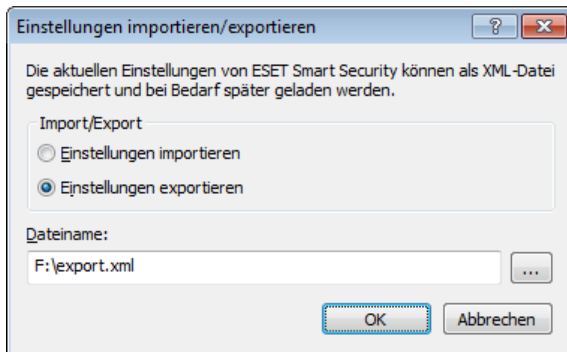 Einstellungen importieren/exportieren
Die aktuellen Einstellungen von ESET Smart Security können als XML-Datei
gespeichert und bei Bedarf später geladen werden.
Import/Export
Einstellungen importieren
Einstellungen exportieren
Dateiname:
F:\export.xml
...
OK
Abbrechen